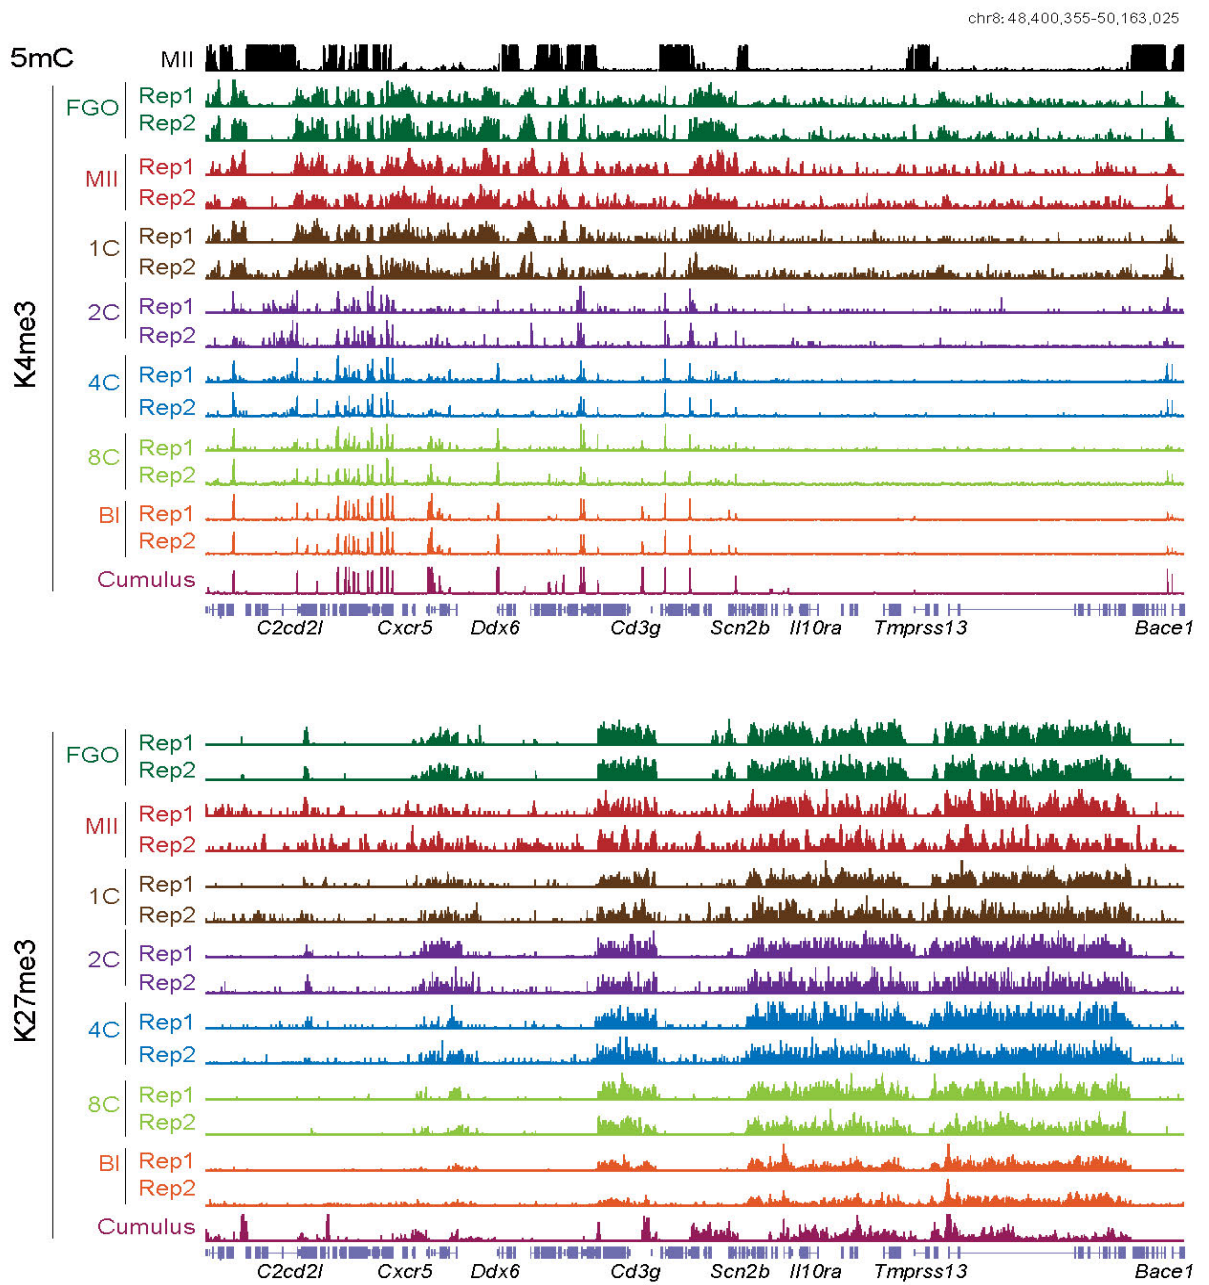 chr8: 48,400,355-50,163,025
5mC MII
K4me3
FGO Rep1
Rep2
MII Rep1
Rep2
1C Rep1
Rep2
2C Rep1
Rep2
4C Rep1
Rep2
8C Rep1
Rep2
Bl Rep1
Rep2
Cumulus
C2cd2l Cxcr5 Ddx6 Cd3g Scn2b Il10ra Tmprss13 Bace1
K27me3
FGO Rep1
Rep2
MII Rep1
Rep2
1C Rep1
Rep2
2C Rep1
Rep2
4C Rep1
Rep2
8C Rep1
Rep2
Bl Rep1
Rep2
Cumulus
C2cd2l Cxcr5 Ddx6 Cd3g Scn2b Il10ra Tmprss13 Bace1